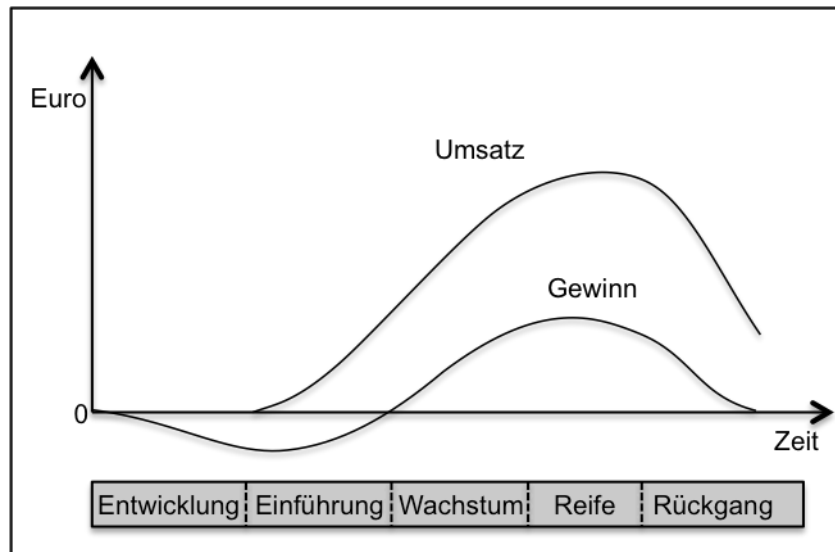 Euro
Umsatz
Gewinn
0
Zeit
Entwicklung Einführung Wachstum Reife Rückgang